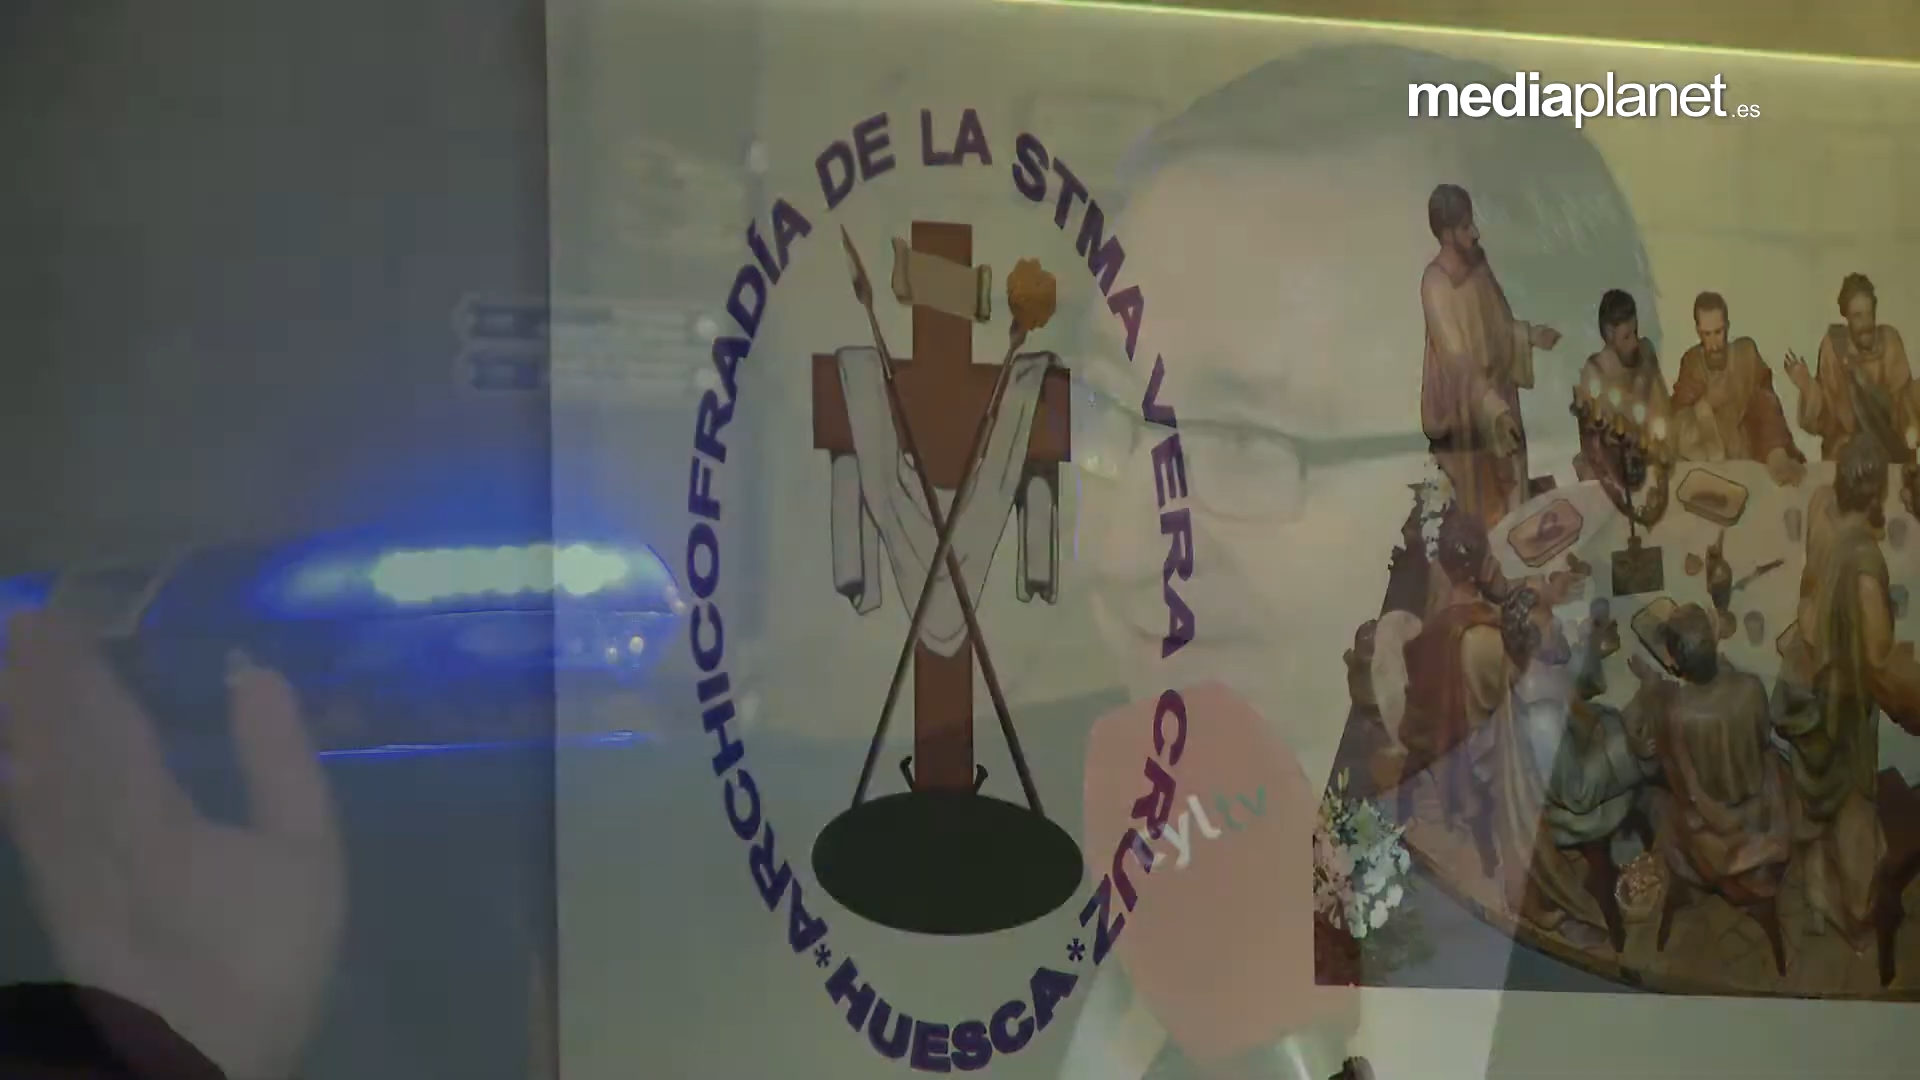 mediaplanet.es
ARCHICOFRADÍA DE LA STMA VERA CRUZ
* HUESCA *
cyltv